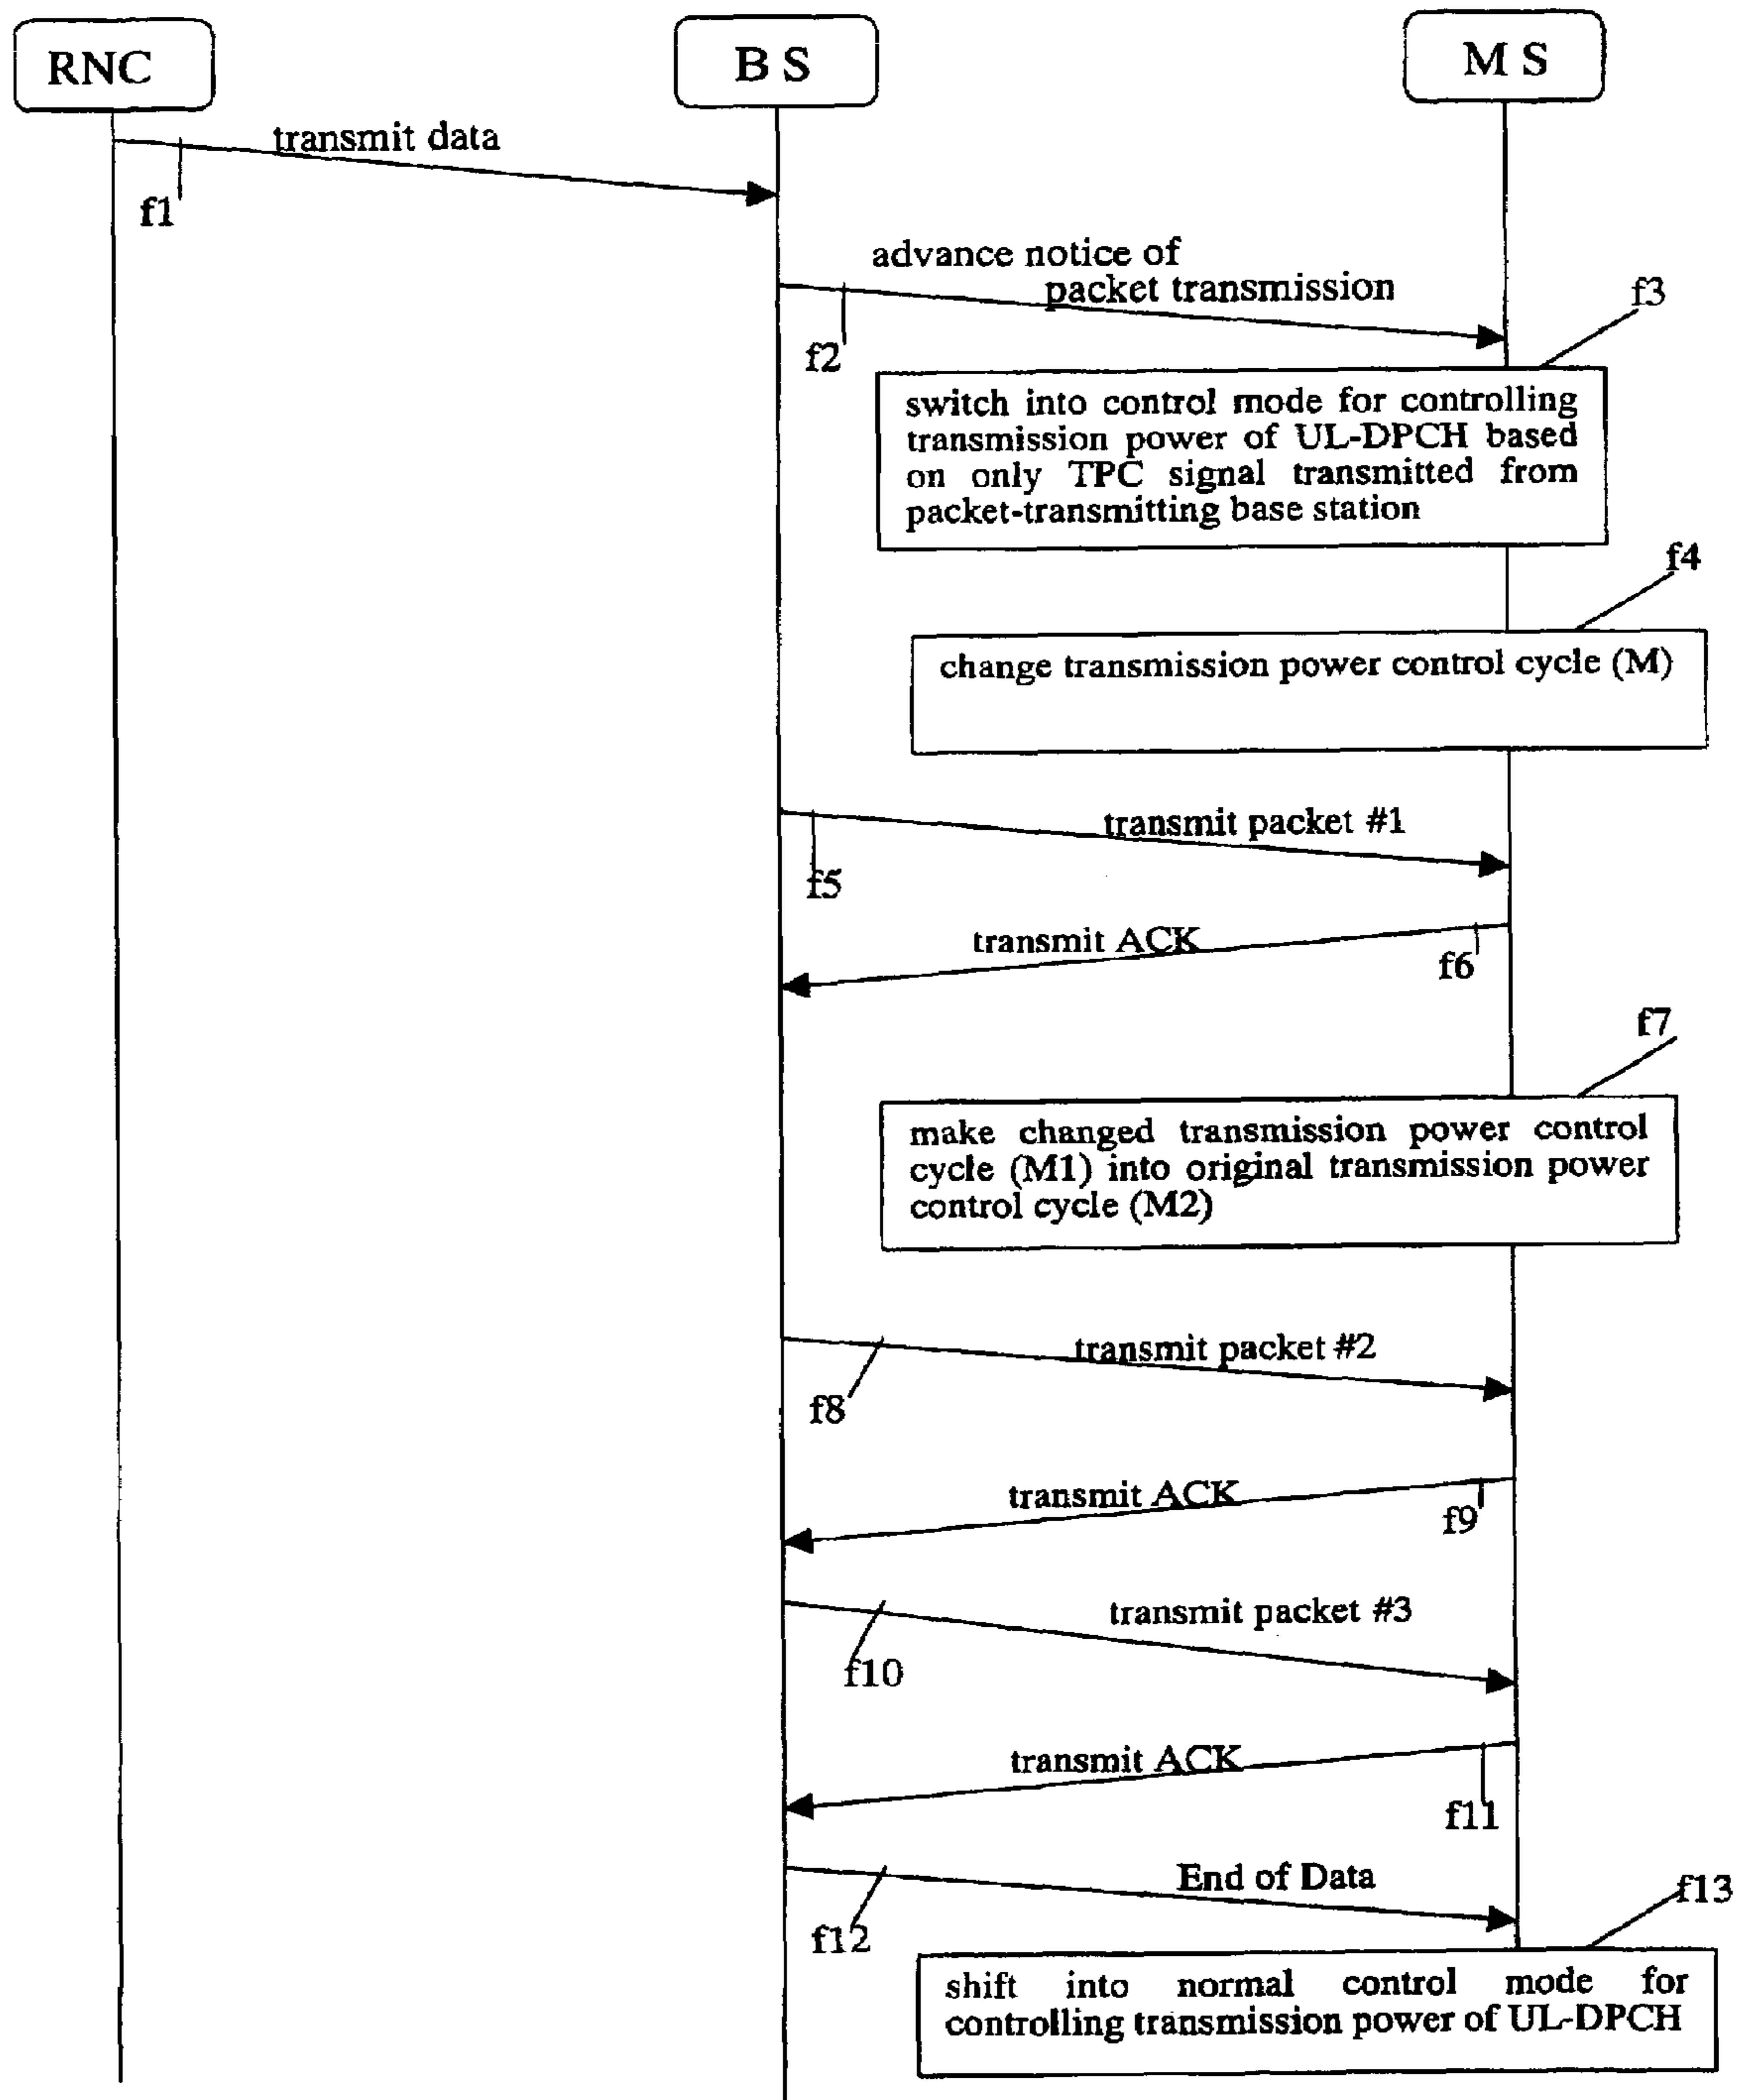 RNC
B S
M S
transmit data
f1
advance notice of
packet transmission
f2
f3
switch into control mode for controlling
transmission power of UL-DPCH based
on only TPC signal transmitted from
packet-transmitting base station
f4
change transmission power control cycle (M)
transmit packet #1
f5
transmit ACK
f6
f7
make changed transmission power control
cycle (M1) into original transmission power
control cycle (M2)
transmit packet #2
f8
transmit ACK
f9
transmit packet #3
f10
transmit ACK
f11
End of Data
f12
f13
shift into normal control mode for
controlling transmission power of UL-DPCH